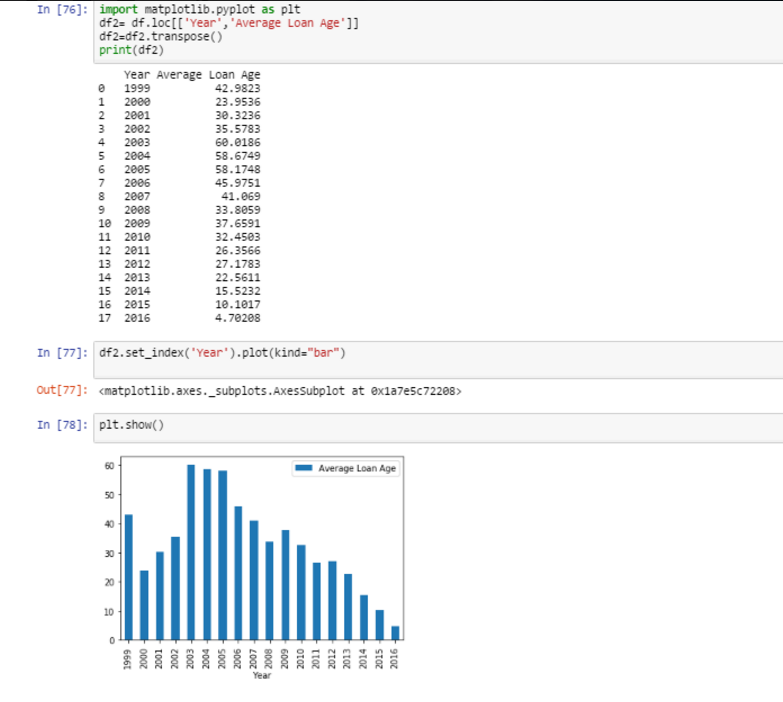 In [76]: import matplotlib.pyplot as plt
df2= df.loc[['Year','Average Loan Age']]
df2=df2.transpose()
print(df2)
Year Average Loan Age
0 1999 42.9823
1 2000 23.9536
2 2001 30.3236
3 2002 35.5783
4 2003 60.0186
5 2004 58.6749
6 2005 58.1748
7 2006 45.9751
8 2007 41.069
9 2008 33.8059
10 2009 37.6591
11 2010 32.4503
12 2011 26.3566
13 2012 27.1783
14 2013 22.5611
15 2014 15.5232
16 2015 10.1017
17 2016 4.70208
In [77]: df2.set_index('Year').plot(kind="bar")
Out[77]: <matplotlib.axes._subplots.AxesSubplot at 0x1a7e5c72208>
In [78]: plt.show()
Average Loan Age
60
50
40
30
20
10
0
1999 2000 2001 2002 2003 2004 2005 2006 2007 2008 2009 2010 2011 2012 2013 2014 2015 2016
Year